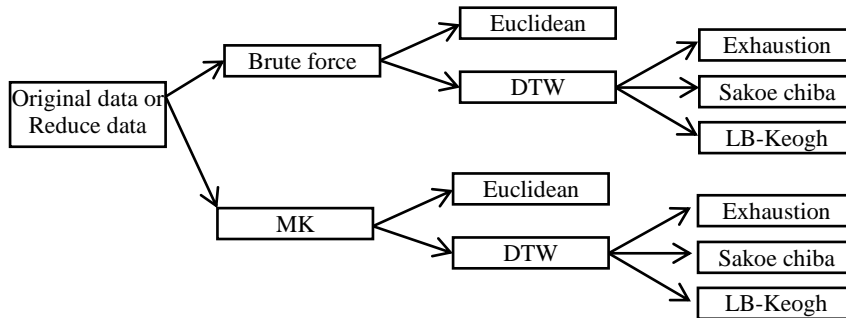 Original data or
Reduce data
Brute force
Euclidean
DTW
Exhaustion
Sakoe chiba
LB-Keogh
MK
Euclidean
DTW
Exhaustion
Sakoe chiba
LB-Keogh